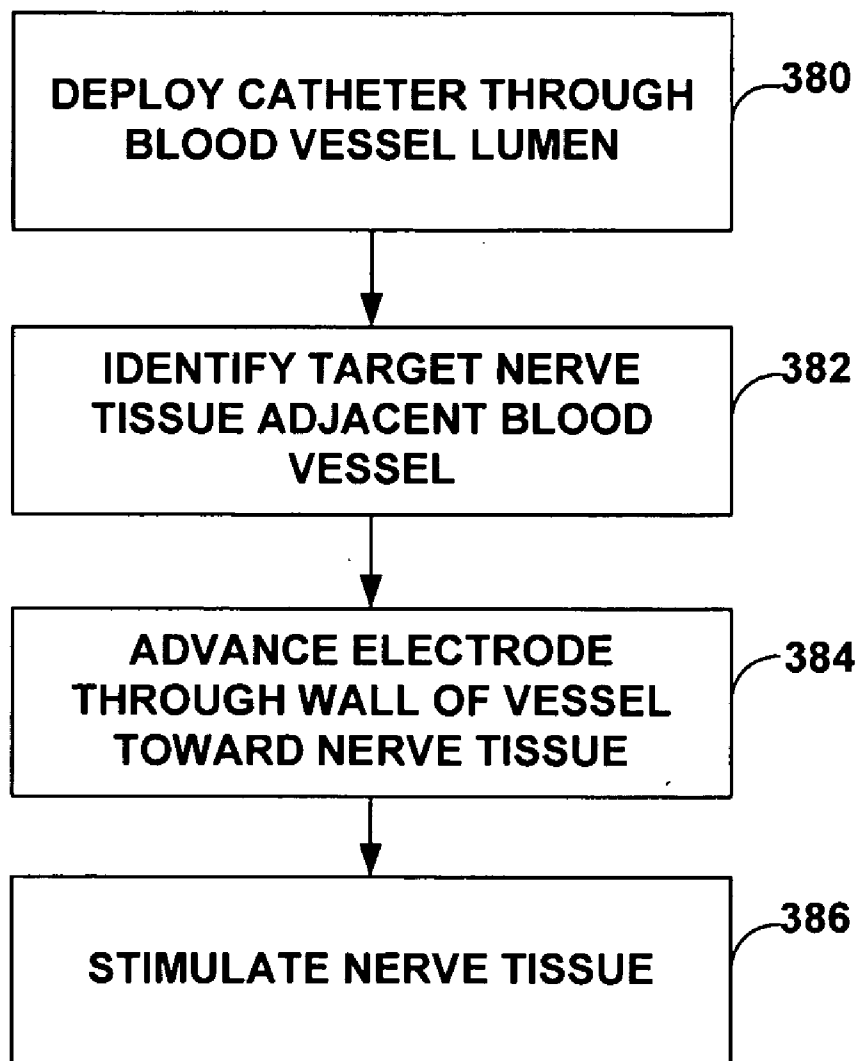 DEPLOY CATHETER THROUGH
BLOOD VESSEL LUMEN
380
IDENTIFY TARGET NERVE
TISSUE ADJACENT BLOOD
VESSEL
382
ADVANCE ELECTRODE
THROUGH WALL OF VESSEL
TOWARD NERVE TISSUE
384
STIMULATE NERVE TISSUE
386